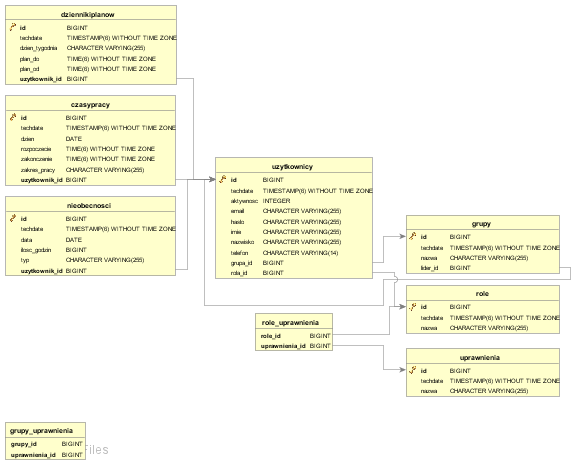 dziennikiplanow
id BIGINT
techdate TIMESTAMP(6) WITHOUT TIME ZONE
dzien_tygodnia CHARACTER VARYING(255)
plan_do TIME(6) WITHOUT TIME ZONE
plan_od TIME(6) WITHOUT TIME ZONE
uzytkownik_id BIGINT
czasypracy
id BIGINT
techdate TIMESTAMP(6) WITHOUT TIME ZONE
dzien DATE
rozpoczecie TIME(6) WITHOUT TIME ZONE
zakonczenie TIME(6) WITHOUT TIME ZONE
zakres_pracy CHARACTER VARYING(255)
uzytkownik_id BIGINT
nieobecnosci
id BIGINT
techdate TIMESTAMP(6) WITHOUT TIME ZONE
data DATE
ilosc_godzin BIGINT
typ CHARACTER VARYING(255)
uzytkownik_id BIGINT
uzytkownicy
id BIGINT
techdate TIMESTAMP(6) WITHOUT TIME ZONE
aktywnosc INTEGER
email CHARACTER VARYING(255)
haslo CHARACTER VARYING(255)
imie CHARACTER VARYING(255)
nazwisko CHARACTER VARYING(255)
telefon CHARACTER VARYING(14)
grupa_id BIGINT
rola_id BIGINT
grupy
id BIGINT
techdate TIMESTAMP(6) WITHOUT TIME ZONE
nazwa CHARACTER VARYING(255)
lider_id BIGINT
role
id BIGINT
techdate TIMESTAMP(6) WITHOUT TIME ZONE
nazwa CHARACTER VARYING(255)
role_uprawnienia
role_id BIGINT
uprawnienia_id BIGINT
uprawnienia
id BIGINT
techdate TIMESTAMP(6) WITHOUT TIME ZONE
nazwa CHARACTER VARYING(255)
grupy_uprawnienia
grupy_id BIGINT
uprawnienia_id BIGINT
Files